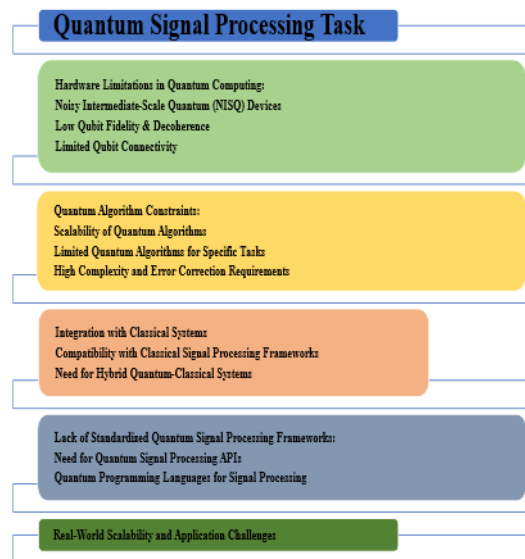 Quantum Signal Processing Task
Hardware Limitations in Quantum Computing:
Noisy Intermediate-Scale Quantum (NISQ) Devices
Low Qubit Fidelity & Decoherence
Limited Qubit Connectivity
Quantum Algorithm Constraints:
Scalability of Quantum Algorithms
Limited Quantum Algorithms for Specific Tasks
High Complexity and Error Correction Requirements
Integration with Classical Systems
Compatibility with Classical Signal Processing Frameworks
Need for Hybrid Quantum-Classical Systems
Lack of Standardized Quantum Signal Processing Frameworks:
Need for Quantum Signal Processing APIs
Quantum Programming Languages for Signal Processing
Real-World Scalability and Application Challenges